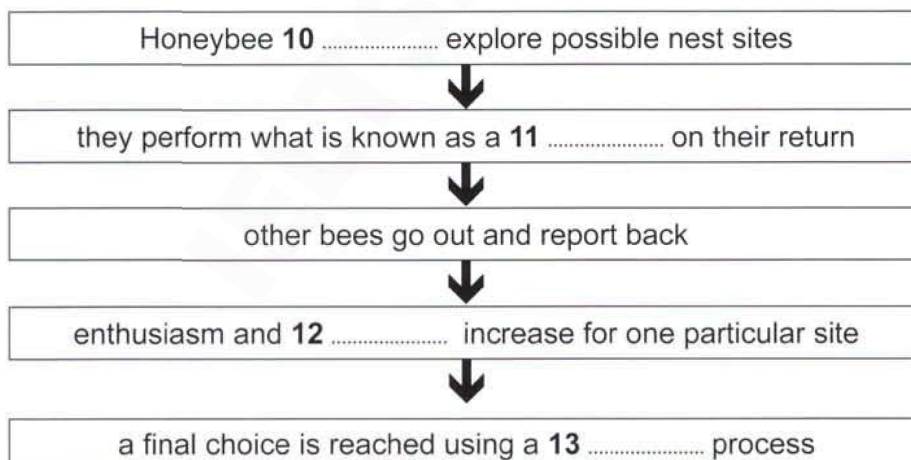 Honeybee 10 ..................... explore possible nest sites
they perform what is known as a 11 ..................... on their return
other bees go out and report back
enthusiasm and 12 ..................... increase for one particular site
a final choice is reached using a 13 ..................... process